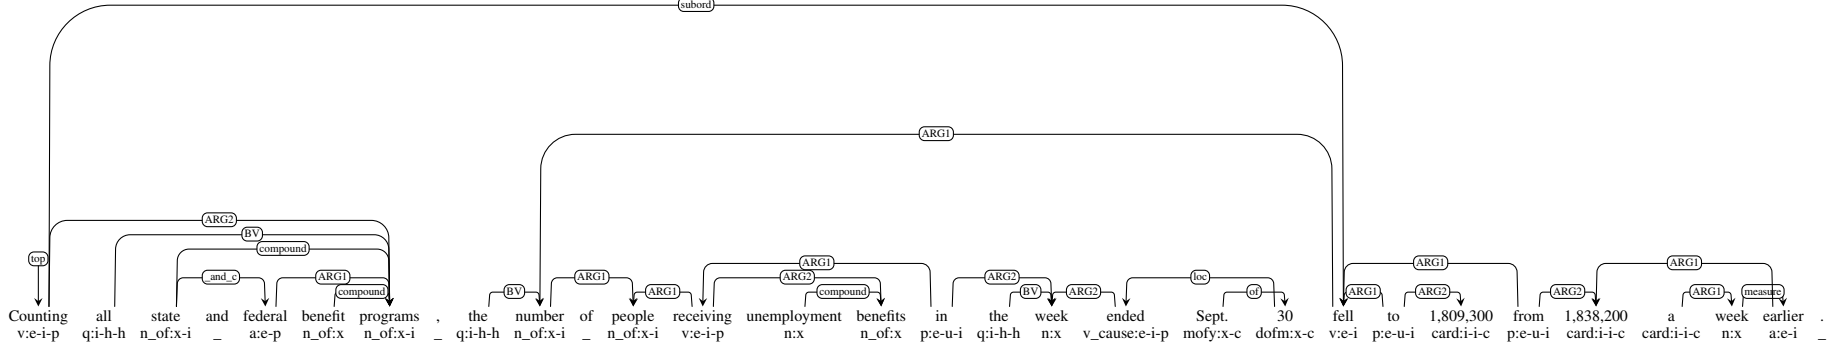 subord
ARG1
ARG2
BV
compound
top
ARG1
ARG1
ARG2
ARG1
_and_c ARG1 ARG1 ARG2 loc
compound BV ARG1 compound BV ARG2 of ARG1 ARG2 ARG2 ARG1 measure
Counting all state and federal benefit programs , the number of people receiving unemployment benefits in the week ended Sept. 30 fell to 1,809,300 from 1,838,200 a week earlier .
v:e-i-p q:i-h-h n_of:x-i _ a:e-p n_of:x n_of:x-i _ q:i-h-h n_of:x-i _ n_of:x-i v:e-i-p n:x n_of:x p:e-u-i q:i-h-h n:x v_cause:e-i-p mofy:x-c dofm:x-c v:e-i p:e-u-i card:i-i-c p:e-u-i card:i-i-c card:i-i-c n:x a:e-i _